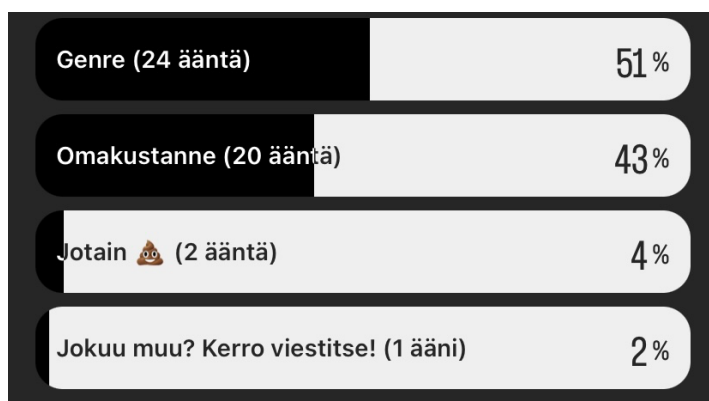 Genre (24 ääntä) 51%
Omakustanne (20 ääntä) 43%
Jotain 💩 (2 ääntä) 4%
Jokuu muu? Kerro viestitse! (1 ääni) 2%